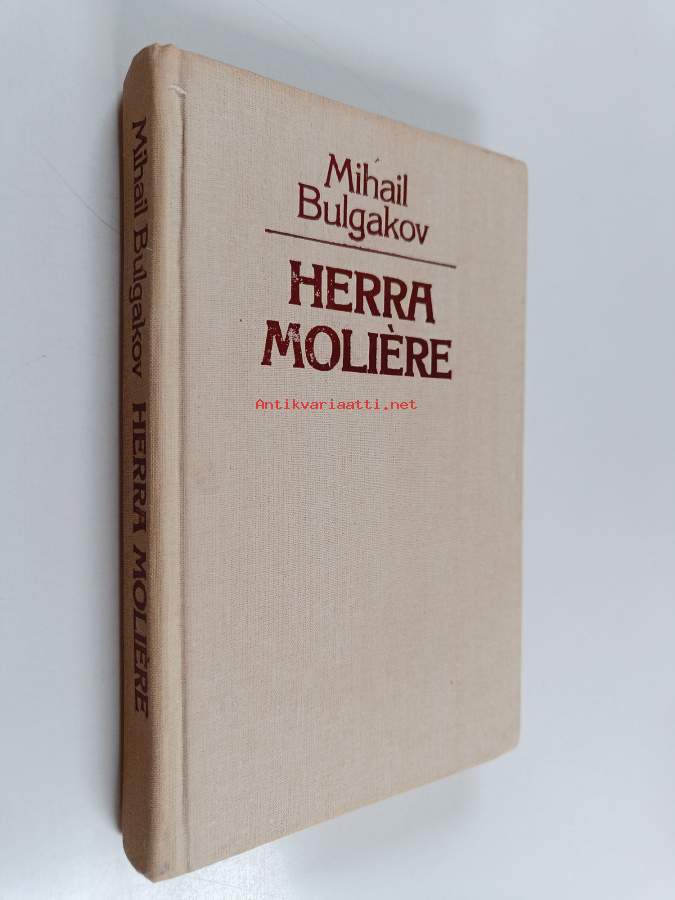 Mihail
Bulgakov
HERRA
MOLIÈRE
Antikvariaatti.net
Mihail Bulgakov HERRA MOLIÈRE